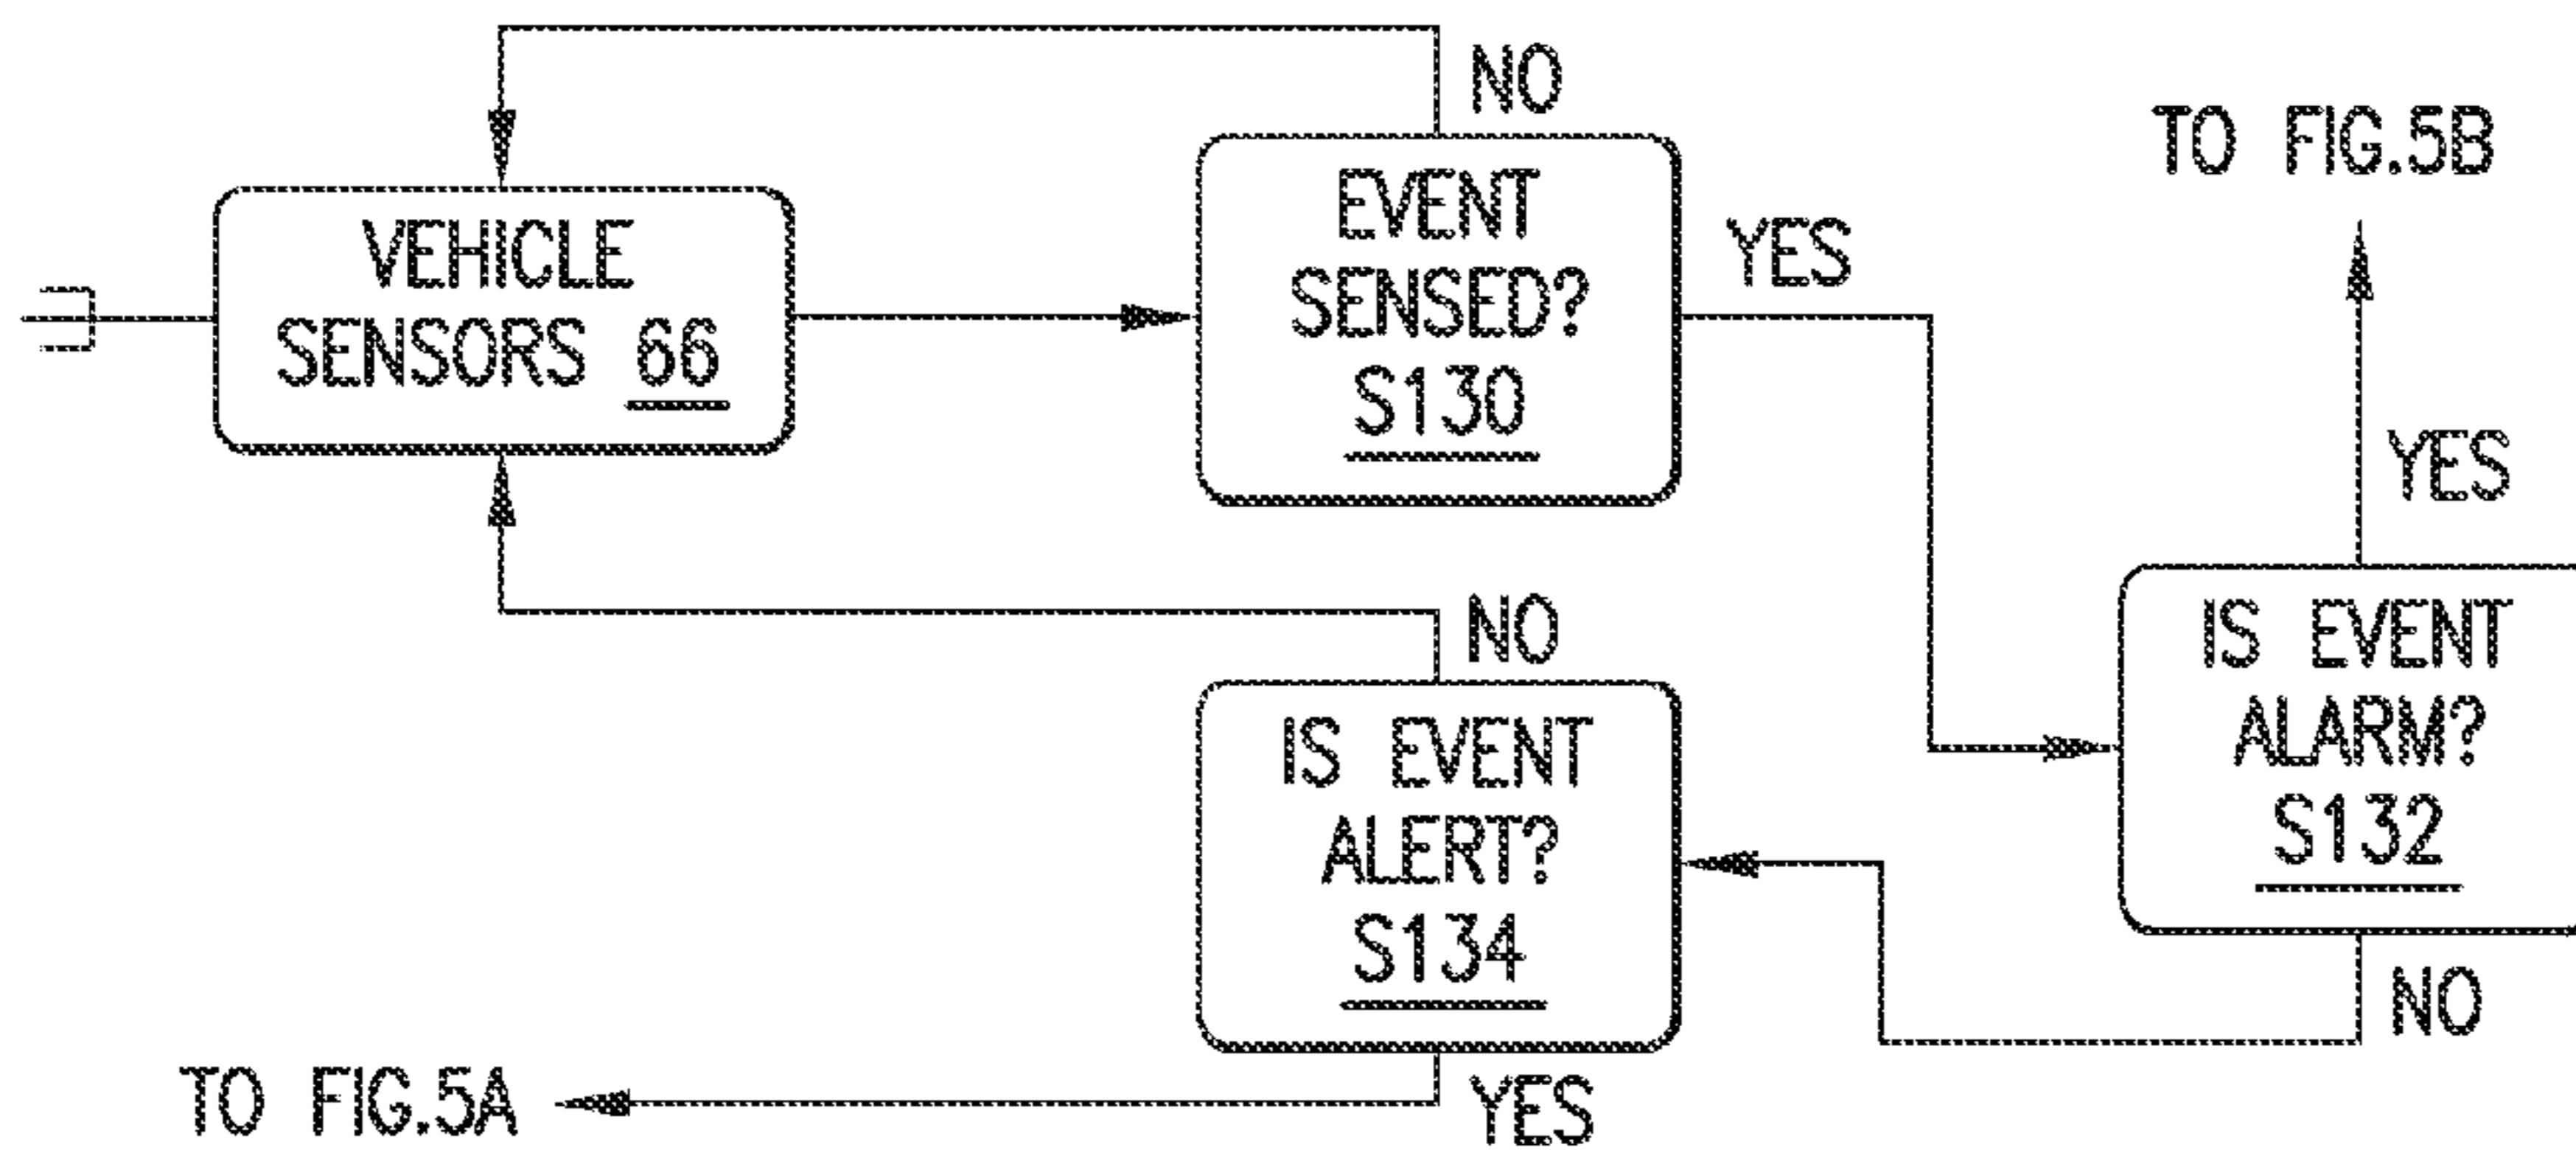 NO
TO FIG.5B
VEHICLE
SENSORS 66
EVENT
SENSED?
S130
YES
YES
NO
IS EVENT
ALARM?
S132
IS EVENT
ALERT?
S134
NO
TO FIG.5A
YES